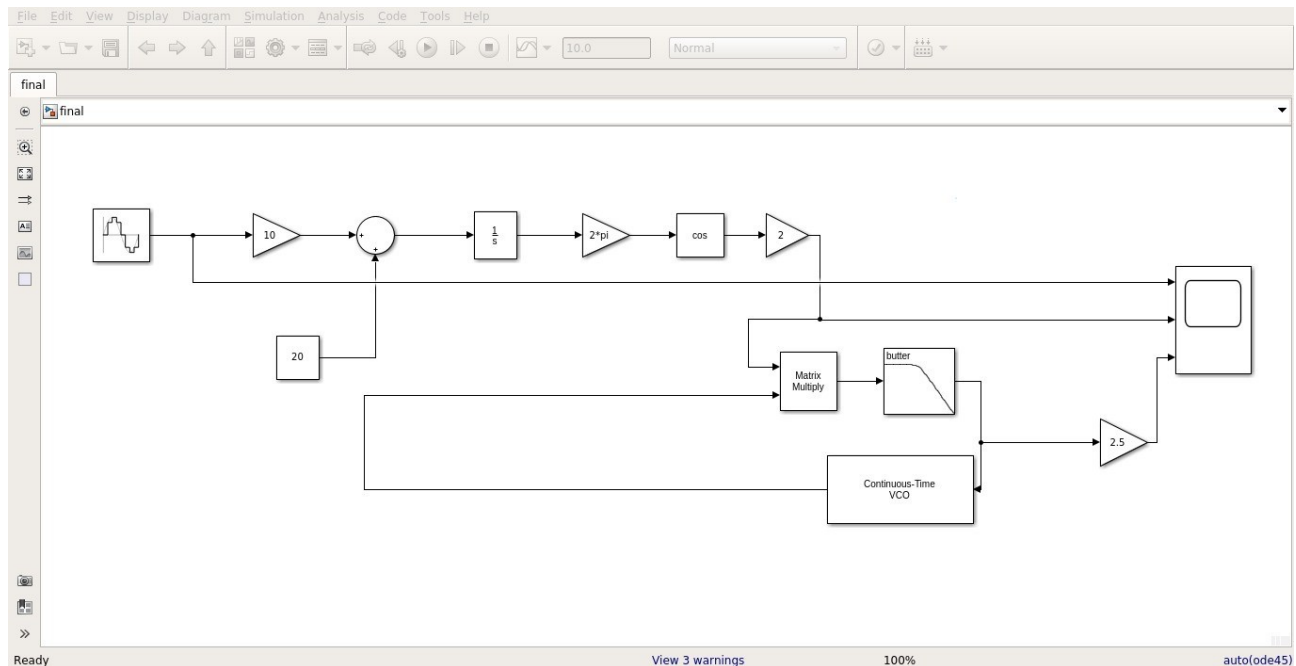 File Edit View Display Diagram Simulation Analysis Code Tools Help
10.0 Normal
final
final
10
+
+
1
s
2*pi
cos
2
20
Matrix
Multiply
butter
2.5
Continuous-Time
VCO
Ready View 3 warnings 100% auto(ode45)